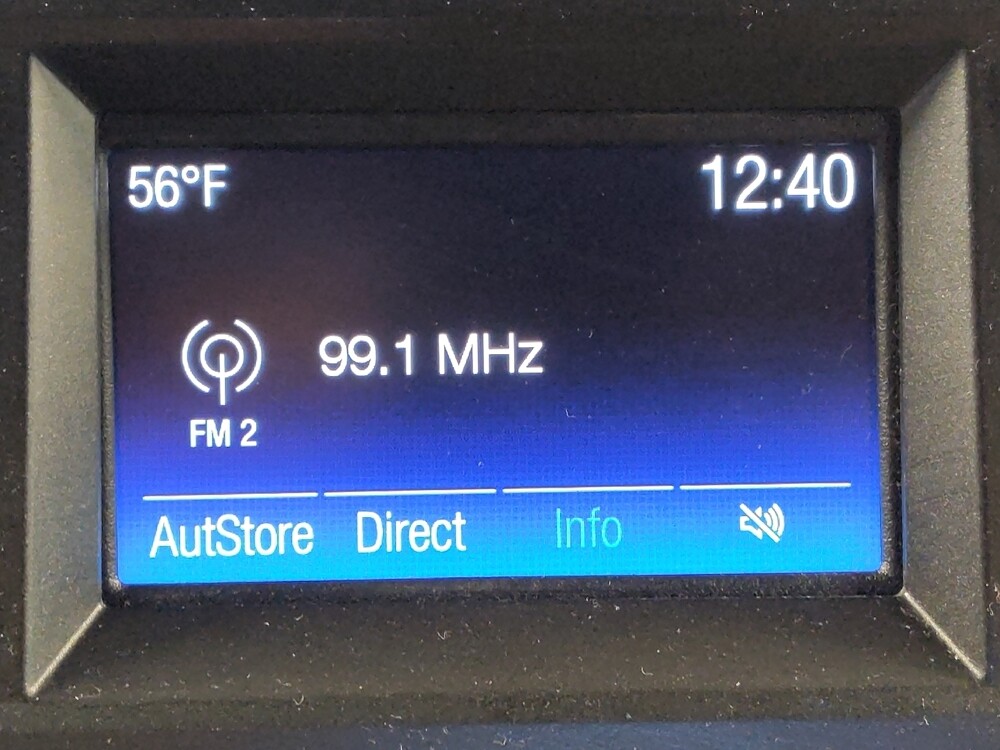 56°F 12:40
99.1 MHz
FM 2
AutStore Direct Info